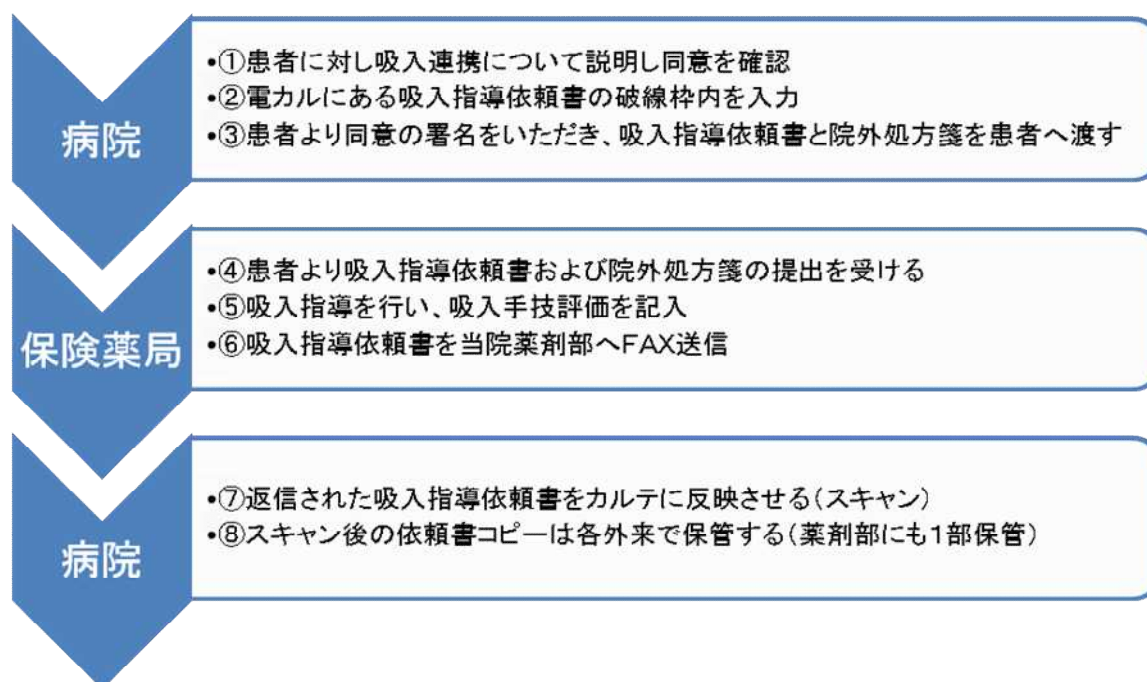 病院
•①患者に対し吸入連携について説明し同意を確認
•②電カルにある吸入指導依頼書の破線枠内を入力
•③患者より同意の署名をいただき、吸入指導依頼書と院外処方箋を患者へ渡す
保険薬局
•④患者より吸入指導依頼書および院外処方箋の提出を受ける
•⑤吸入指導を行い、吸入手技評価を記入
•⑥吸入指導依頼書を当院薬剤部へFAX送信
病院
•⑦返信された吸入指導依頼書をカルテに反映させる(スキャン)
•⑧スキャン後の依頼書コピーは各外来で保管する(薬剤部にも1部保管)